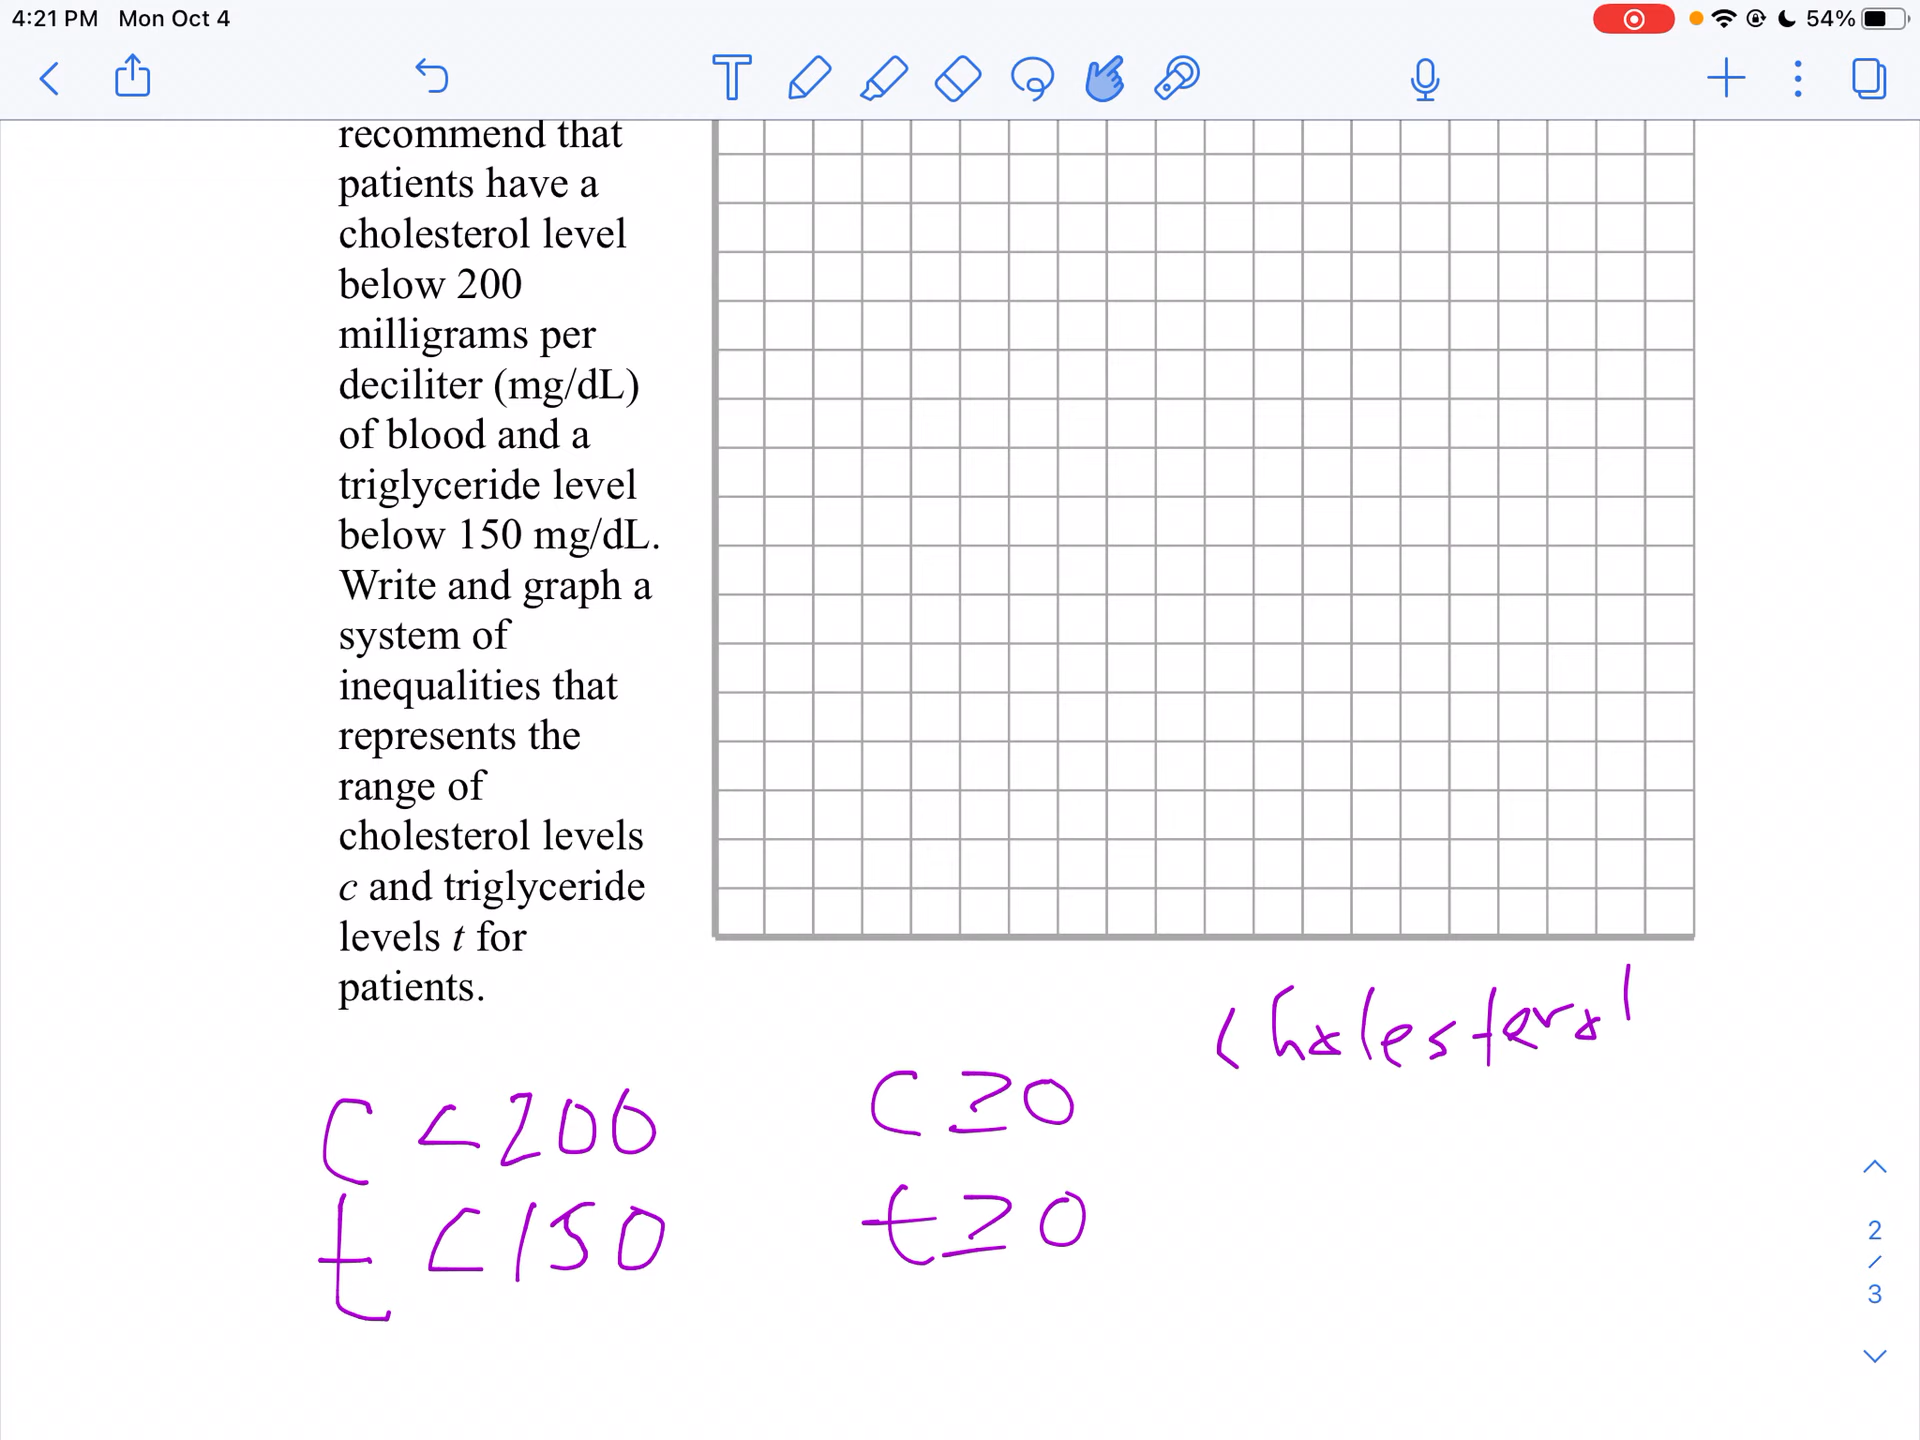 4:21 PM Mon Oct 4
54%
recommend that
patients have a
cholesterol level
below 200
milligrams per
deciliter (mg/dL)
of blood and a
triglyceride level
below 150 mg/dL.
Write and graph a
system of
inequalities that
represents the
range of
cholesterol levels
c and triglyceride
levels t for
patients.
Cholesterol
C < 200
C ≥ 0
t < 150
t ≥ 0
2
/
3